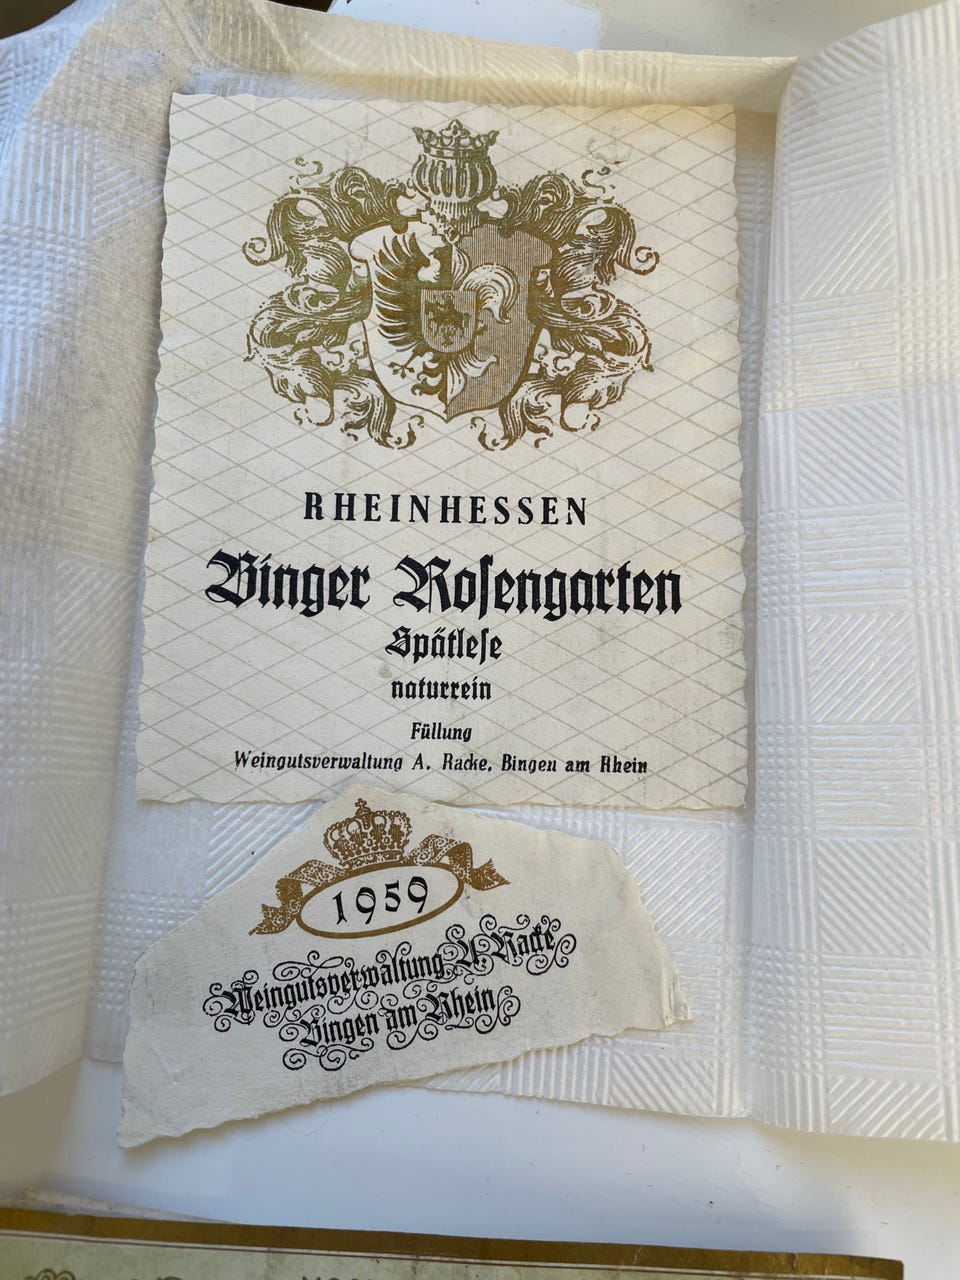 RHEINHESSEN
Binger Roſengarten
Spätleſe
naturrein
Füllung
Weingutsverwaltung A. Racke, Bingen am Rhein
1959
Weingutsverwaltung A. Racke
Bingen am Rhein